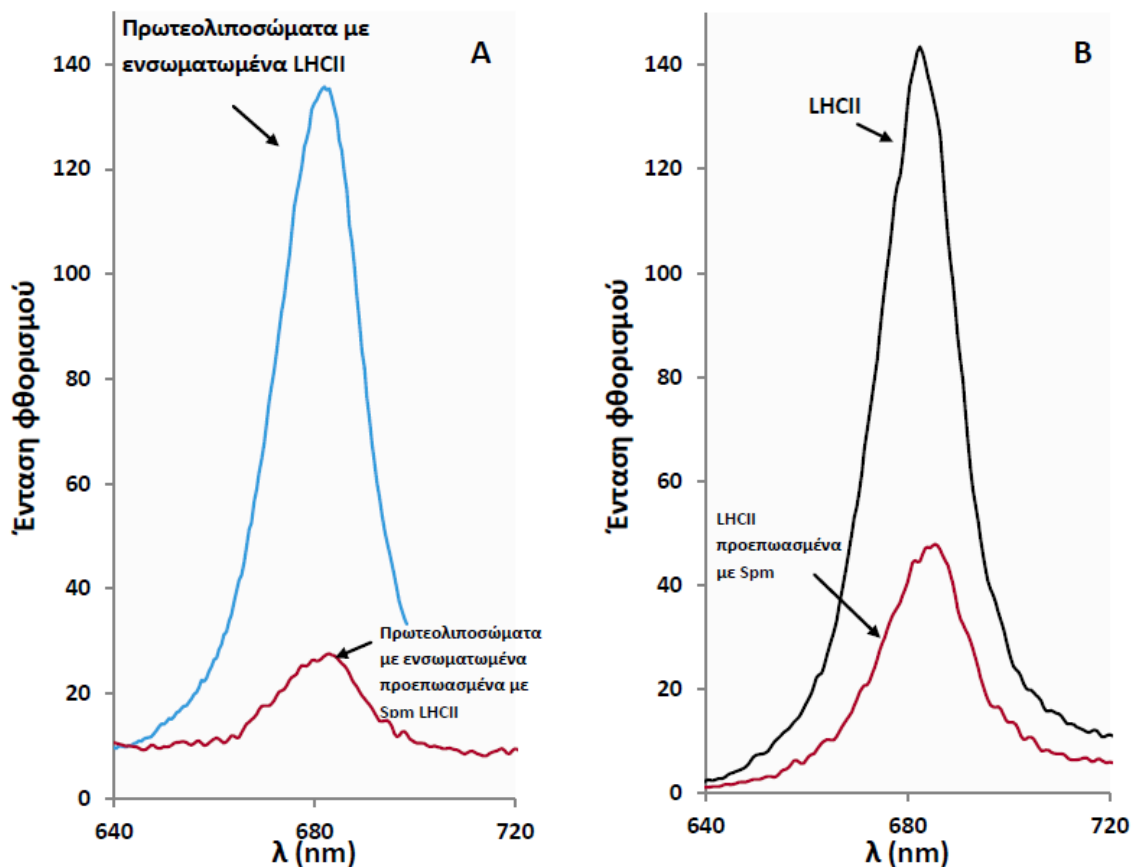 Πρωτεολιποσώματα με
ενσωματωμένα LHCII
A
140
120
100
80
60
40
20
0
Ένταση φθορισμού
Πρωτεολιποσώματα
με ενσωματωμένα
προεπωασμένα με
Spm LHCII
640
680
720
λ (nm)
B
LHCII
140
120
100
80
60
40
20
0
Ένταση φθορισμού
LHCII
προεπωασμένα
με Spm
640
680
720
λ (nm)